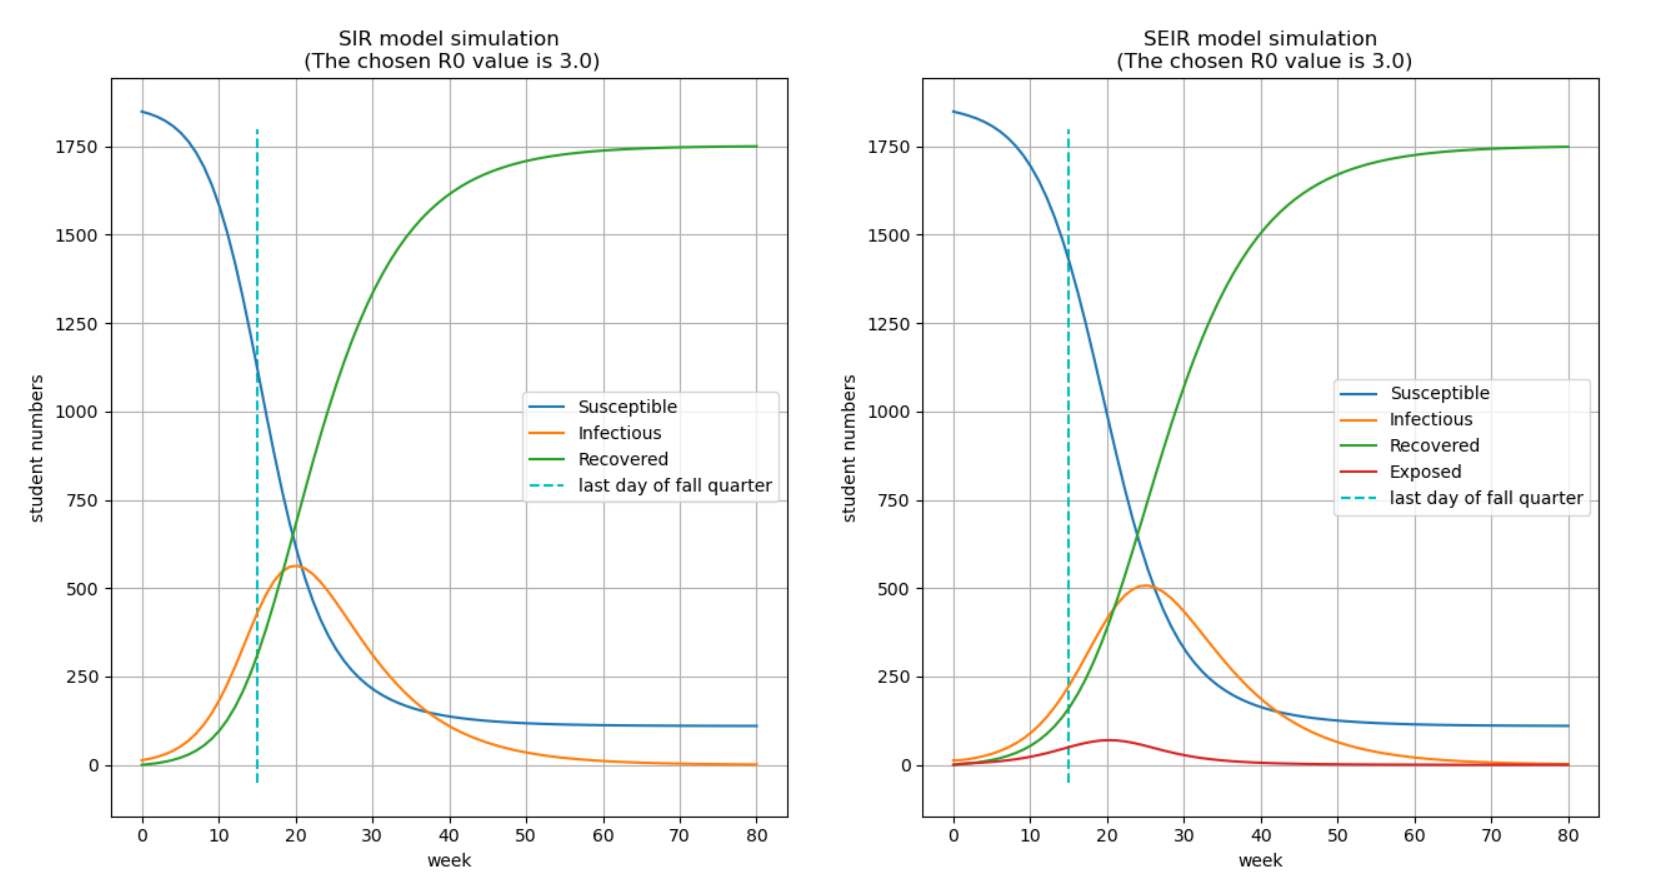 SIR model simulation
(The chosen R0 value is 3.0)
student numbers
1750
1500
1250
1000
750
500
250
0
Susceptible
Infectious
Recovered
last day of fall quarter
0 10 20 30 40 50 60 70 80
week
SEIR model simulation
(The chosen R0 value is 3.0)
student numbers
1750
1500
1250
1000
750
500
250
0
Susceptible
Infectious
Recovered
Exposed
last day of fall quarter
0 10 20 30 40 50 60 70 80
week